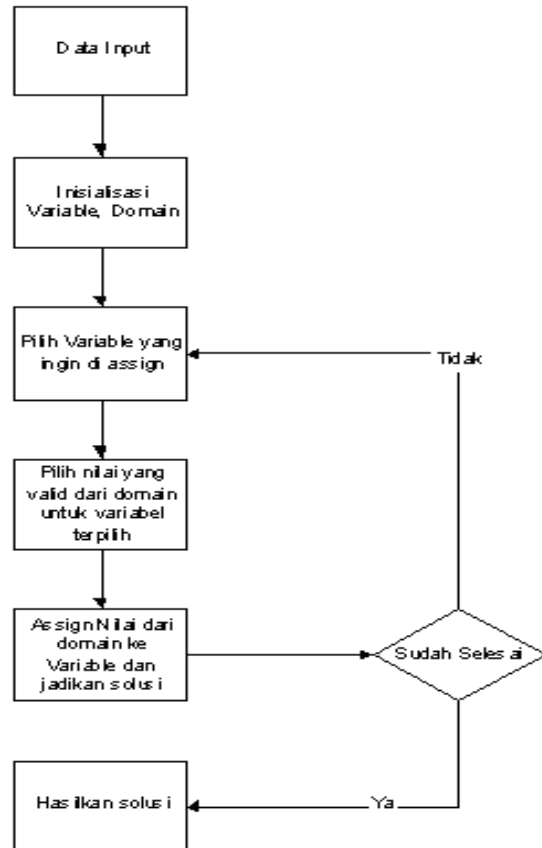 Data Input
Inisialisasi
Variable, Domain
Pilih Variable yang
ingin di assign
Tidak
Pilih nilai yang
valid dari domain
untuk variabel
terpilih
Assign Nilai dari
domain ke
Variable dan
jadikan solusi
Sudah Selesai
Hasilkan solusi
Ya